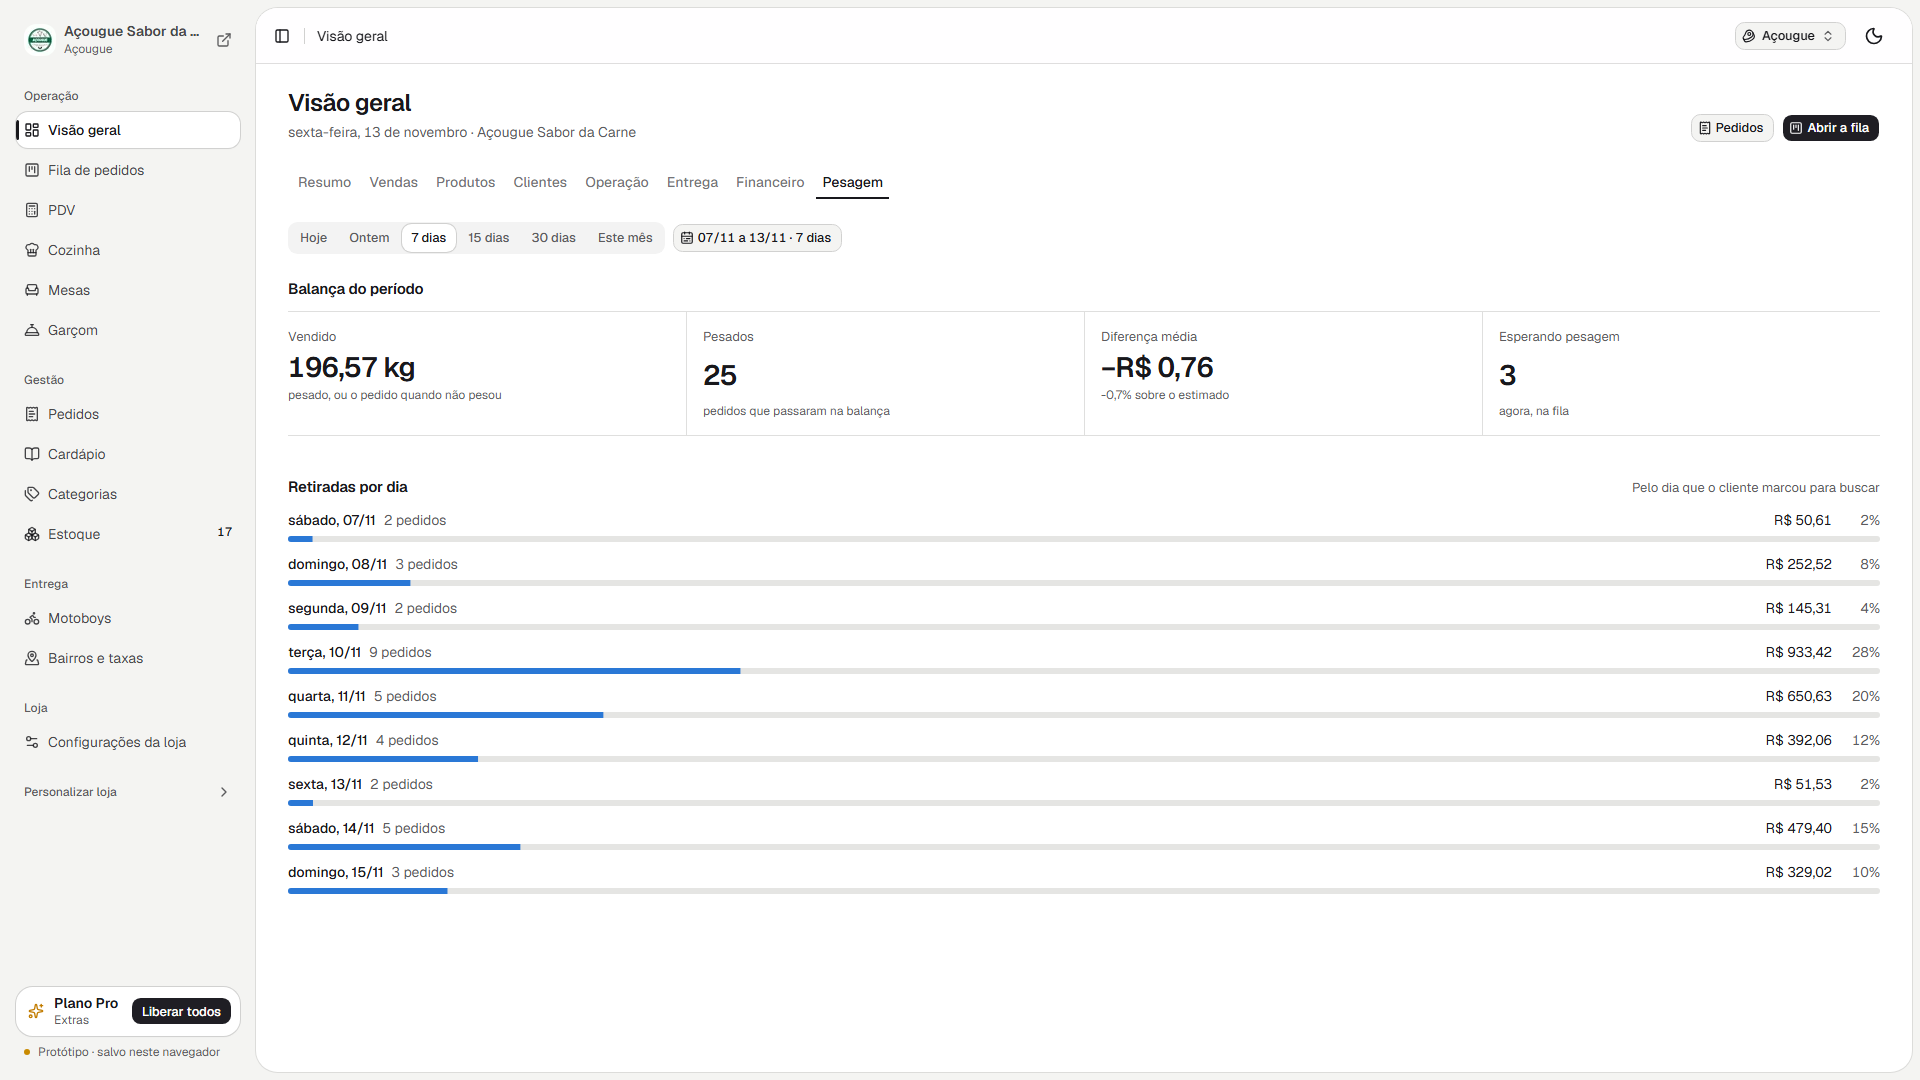 Açougue Sabor da ...
Açougue
Operação
Visão geral
Fila de pedidos
PDV
Cozinha
Mesas
Garçom
Gestão
Pedidos
Cardápio
Categorias
Estoque 17
Entrega
Motoboys
Bairros e taxas
Loja
Configurações da loja
Personalizar loja
Plano Pro
Extras
Liberar todos
Protótipo · salvo neste navegador
Visão geral
Açougue
Visão geral
sexta-feira, 13 de novembro · Açougue Sabor da Carne
Pedidos
Abrir a fila
Resumo Vendas Produtos Clientes Operação Entrega Financeiro Pesagem
Hoje Ontem 7 dias 15 dias 30 dias Este mês 07/11 a 13/11 · 7 dias
Balança do período
Vendido
196,57 kg
pesado, ou o pedido quando não pesou
Pesados
25
pedidos que passaram na balança
Diferença média
−R$ 0,76
-0,7% sobre o estimado
Esperando pesagem
3
agora, na fila
Retiradas por dia
Pelo dia que o cliente marcou para buscar
sábado, 07/11 2 pedidos R$ 50,61 2%
domingo, 08/11 3 pedidos R$ 252,52 8%
segunda, 09/11 2 pedidos R$ 145,31 4%
terça, 10/11 9 pedidos R$ 933,42 28%
quarta, 11/11 5 pedidos R$ 650,63 20%
quinta, 12/11 4 pedidos R$ 392,06 12%
sexta, 13/11 2 pedidos R$ 51,53 2%
sábado, 14/11 5 pedidos R$ 479,40 15%
domingo, 15/11 3 pedidos R$ 329,02 10%